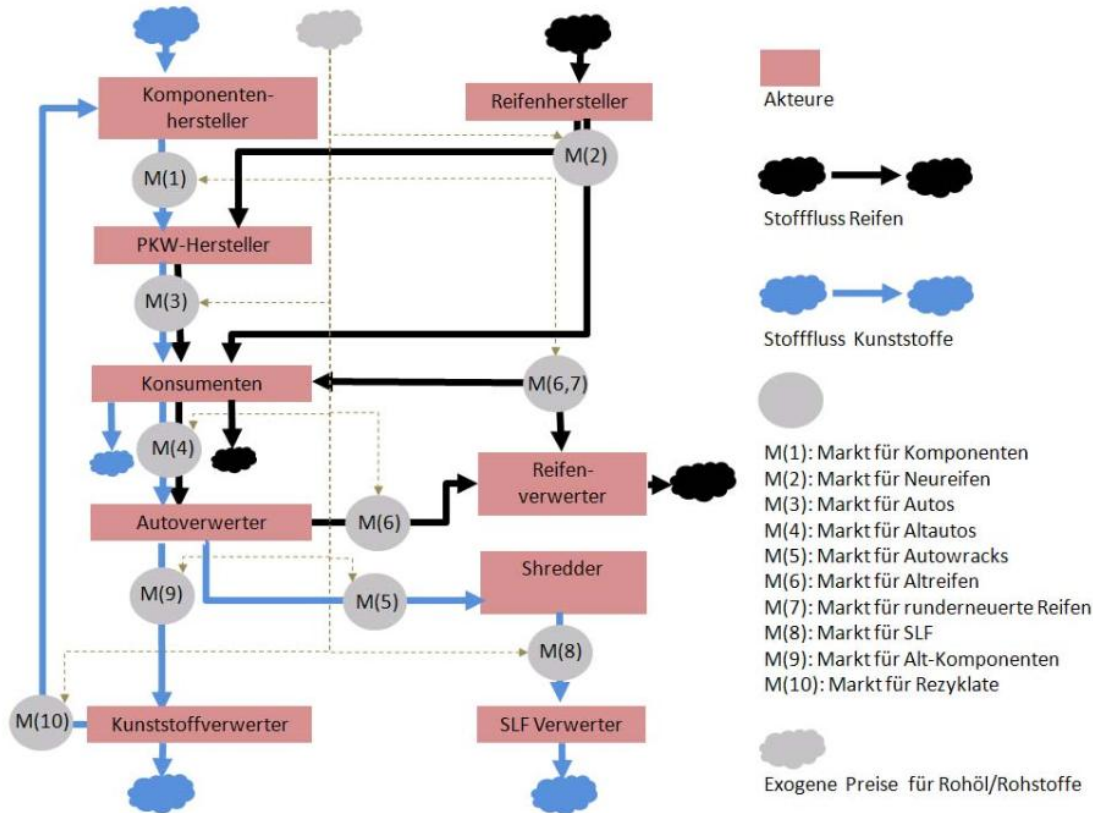 Komponenten-
hersteller
Reifenhersteller
M(1)
M(2)
PKW-Hersteller
M(3)
Konsumenten
M(6,7)
M(4)
Reifen-
verwerter
Autoverwerter
M(6)
Shredder
M(9)
M(5)
M(8)
M(10)
Kunststoffverwerter
SLF Verwerter
Akteure
Stofffluss Reifen
Stofffluss Kunststoffe
M(1): Markt für Komponenten
M(2): Markt für Neureifen
M(3): Markt für Autos
M(4): Markt für Altautos
M(5): Markt für Autowracks
M(6): Markt für Altreifen
M(7): Markt für runderneuerte Reifen
M(8): Markt für SLF
M(9): Markt für Alt-Komponenten
M(10): Markt für Rezyklate
Exogene Preise für Rohöl/Rohstoffe